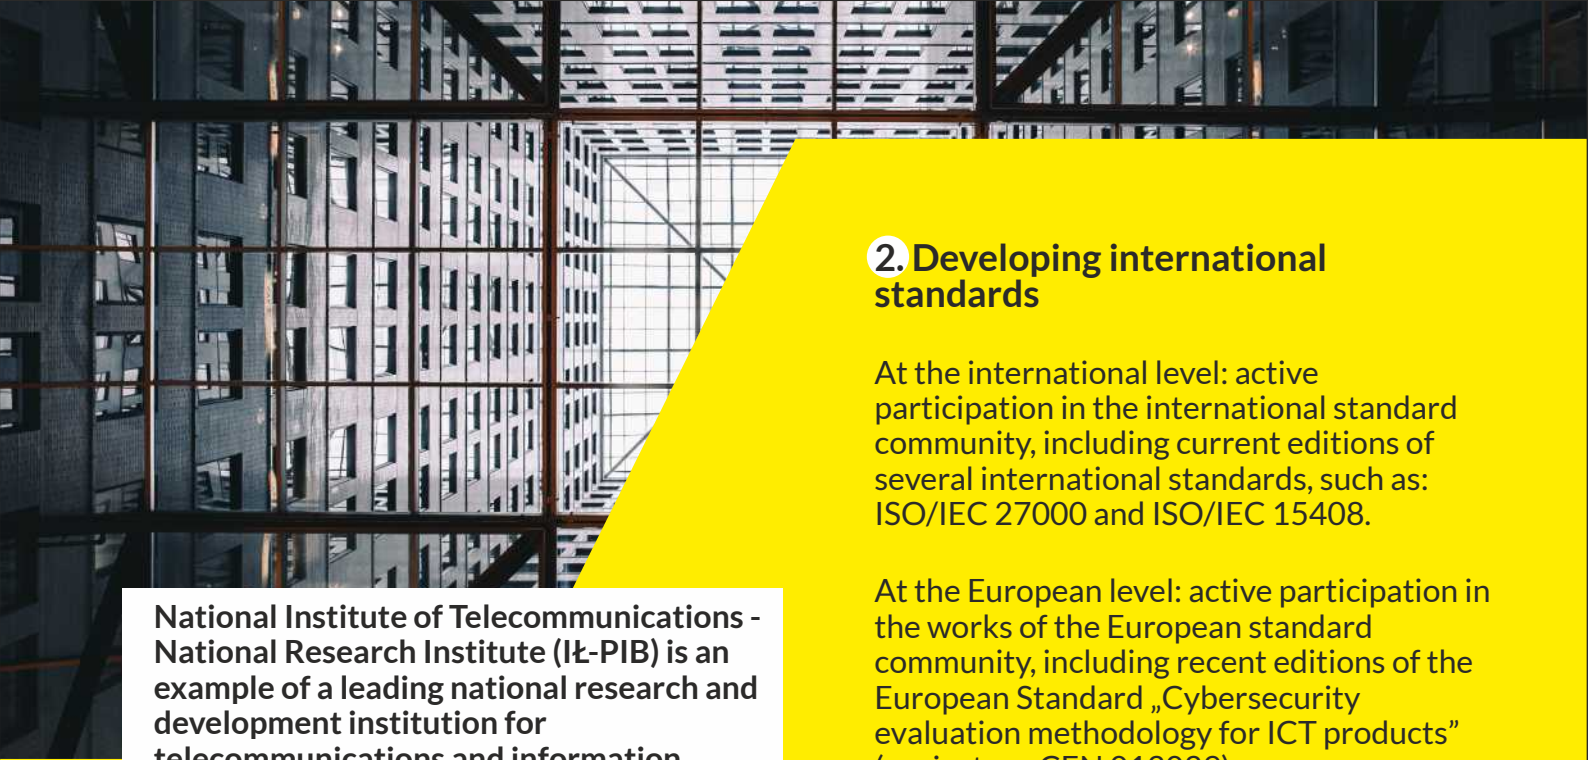 2. Developing international
standards
At the international level: active
participation in the international standard
community, including current editions of
several international standards, such as:
ISO/IEC 27000 and ISO/IEC 15408.
At the European level: active participation in
the works of the European standard
community, including recent editions of the
European Standard „Cybersecurity
evaluation methodology for ICT products”
National Institute of Telecommunications -
National Research Institute (IŁ-PIB) is an
example of a leading national research and
development institution for
telecommunications and information